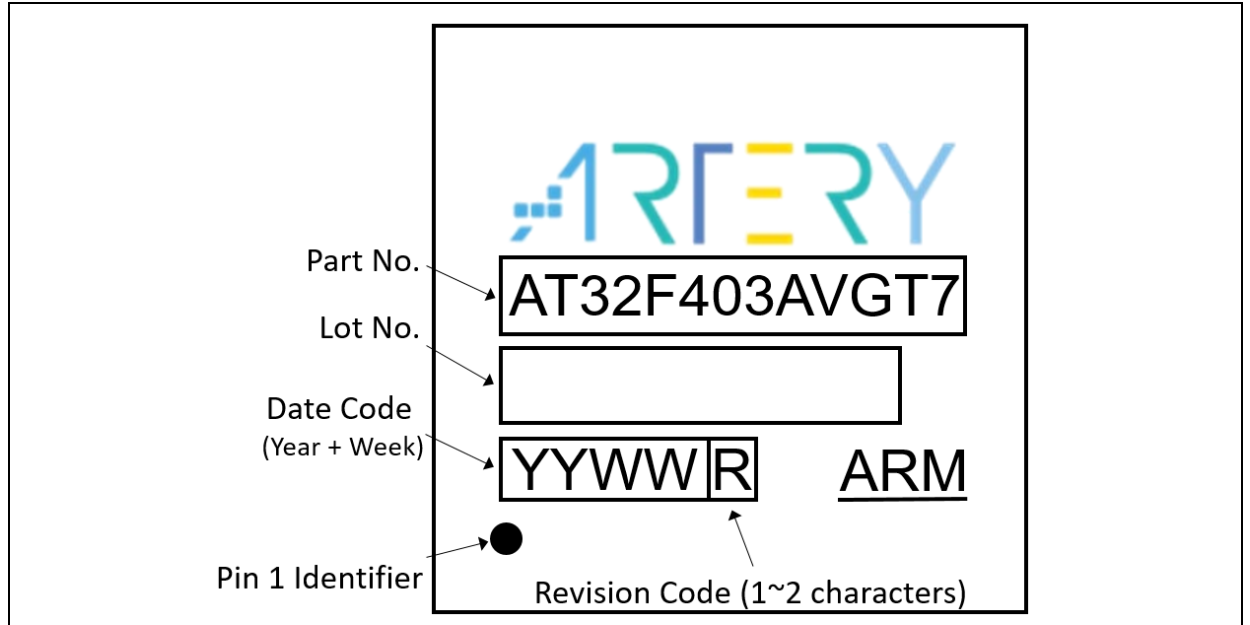 ARTERY
Part No.
AT32F403AVGT7
Lot No.
Date Code
(Year + Week)
YYWW R
ARM
Pin 1 Identifier
Revision Code (1~2 characters)